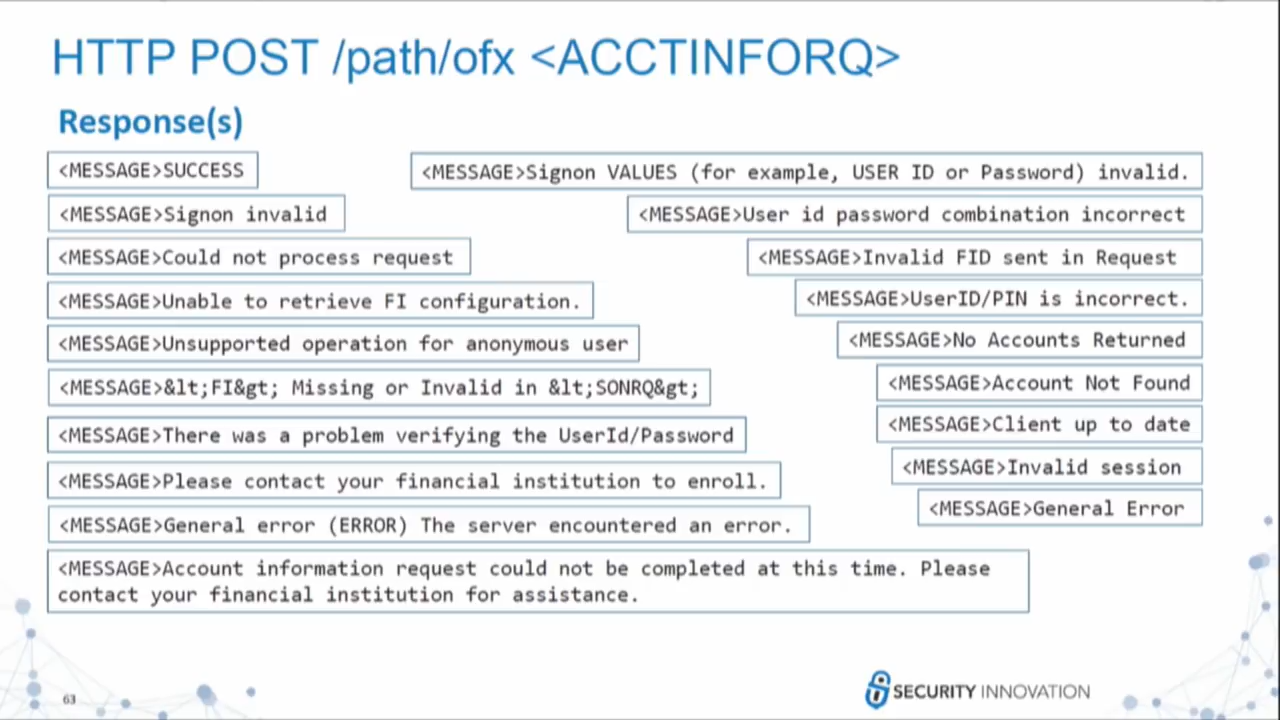 HTTP POST /path/ofx <ACCTINFORQ>
Response(s)
<MESSAGE>SUCCESS
<MESSAGE>Signon invalid
<MESSAGE>Could not process request
<MESSAGE>Unable to retrieve FI configuration.
<MESSAGE>Unsupported operation for anonymous user
<MESSAGE>&lt;FI&gt; Missing or Invalid in &lt;SONRQ&gt;
<MESSAGE>There was a problem verifying the UserId/Password
<MESSAGE>Please contact your financial institution to enroll.
<MESSAGE>General error (ERROR) The server encountered an error.
<MESSAGE>Account information request could not be completed at this time. Please
contact your financial institution for assistance.
<MESSAGE>Signon VALUES (for example, USER ID or Password) invalid.
<MESSAGE>User id password combination incorrect
<MESSAGE>Invalid FID sent in Request
<MESSAGE>UserID/PIN is incorrect.
<MESSAGE>No Accounts Returned
<MESSAGE>Account Not Found
<MESSAGE>Client up to date
<MESSAGE>Invalid session
<MESSAGE>General Error
63
SECURITY INNOVATION